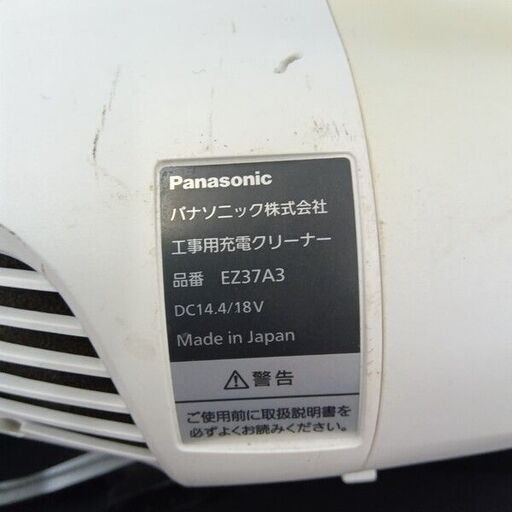 Panasonic
パナソニック株式会社
工事用充電クリーナー
品番 EZ37A3
DC14.4/18V
Made in Japan
⚠警告
ご使用前に取扱説明書を
必ずよくお読みください。